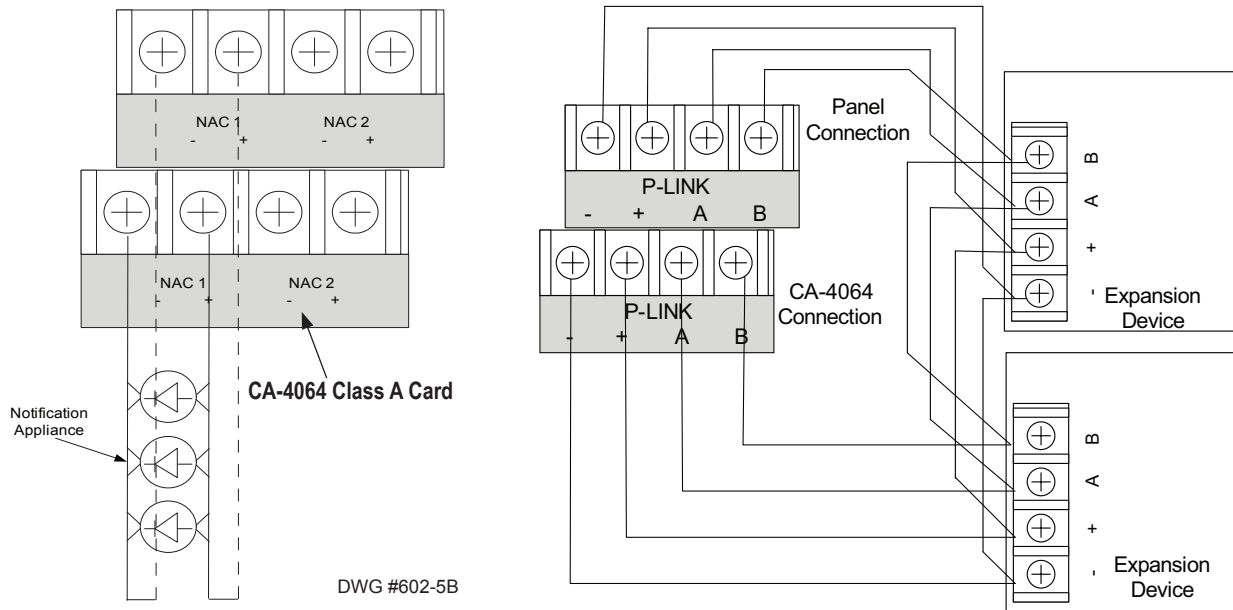 NAC 1 NAC 2
- + - +
NAC 1 NAC 2
- + - +
CA-4064 Class A Card
Notification
Appliance
DWG #602-5B
Panel
Connection
P-LINK
- + A B
CA-4064
Connection
P-LINK
- + A B
B
A
+
-
Expansion
Device
B
A
+
-
Expansion
Device